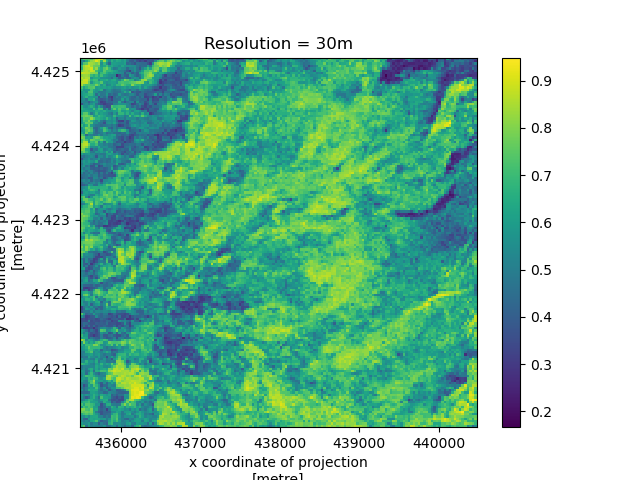 Resolution = 30m
1e6
4.425
4.424
4.423
4.422
4.421
y coordinate of projection
[metre]
436000 437000 438000 439000 440000
x coordinate of projection
[metre]
0.9
0.8
0.7
0.6
0.5
0.4
0.3
0.2